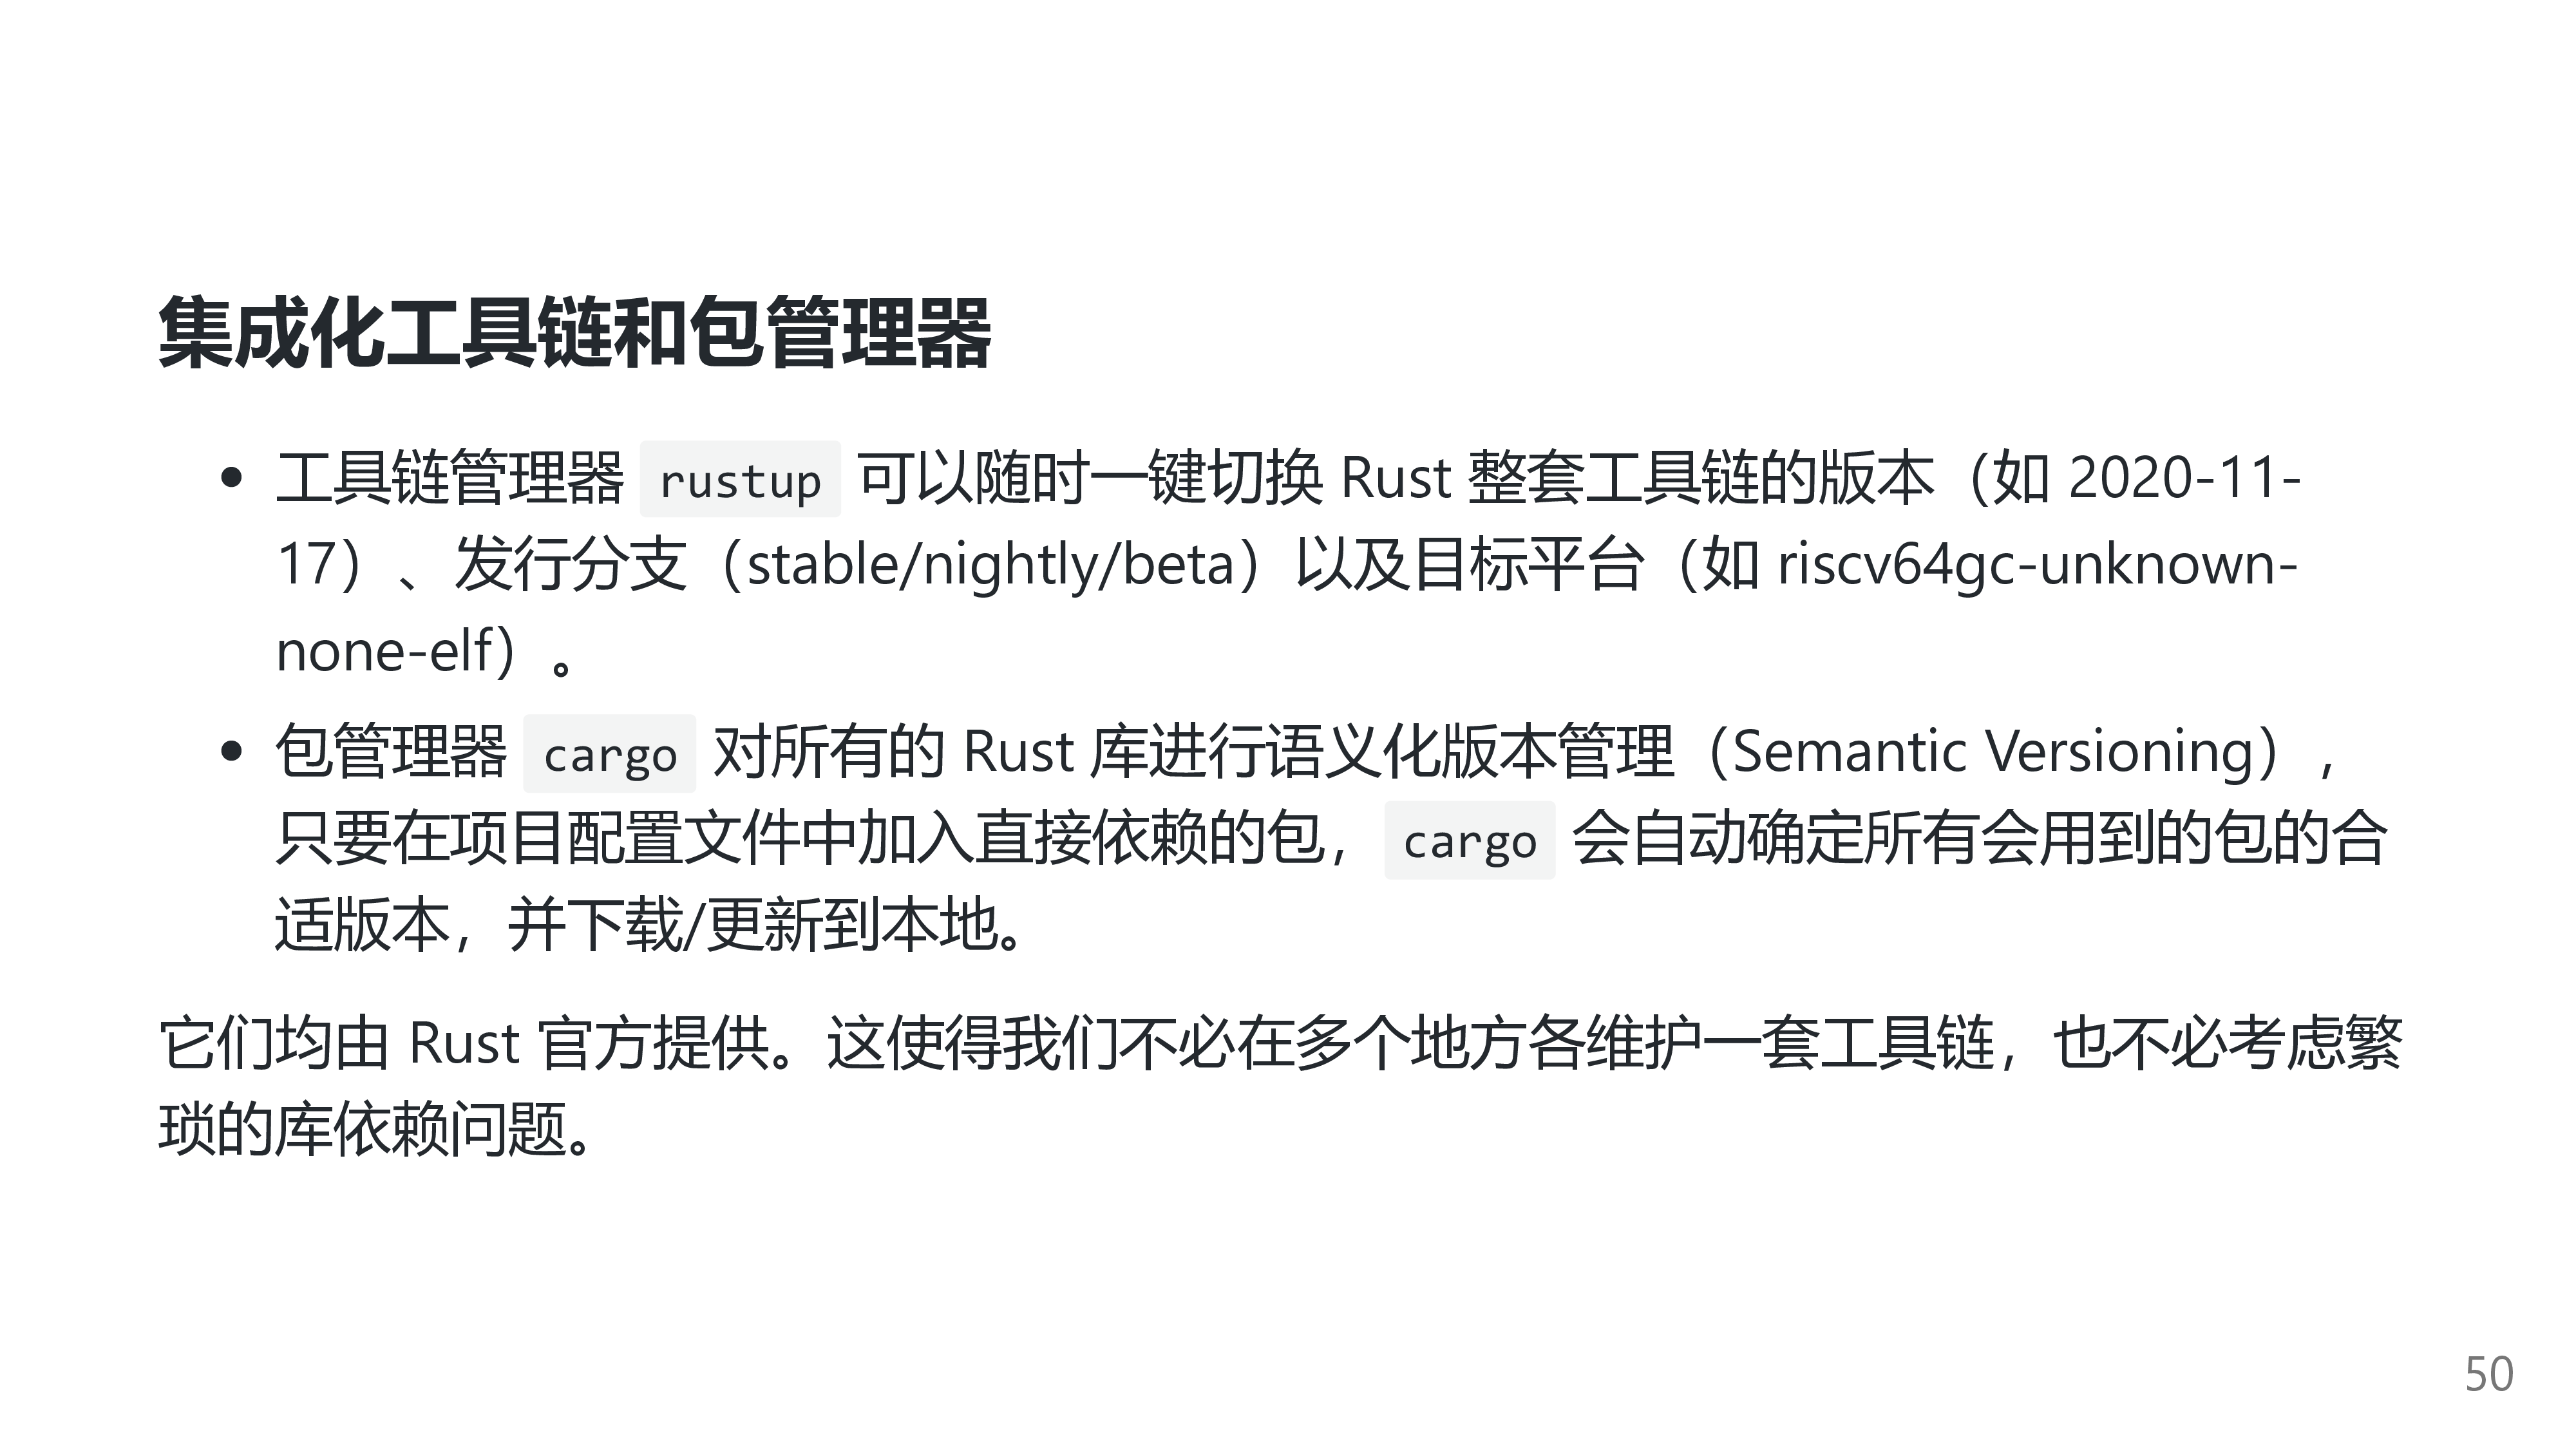 集成化工具链和包管理器
• 工具链管理器 rustup 可以随时一键切换 Rust 整套工具链的版本（如 2020-11-
17）、发行分支（stable/nightly/beta）以及目标平台（如 riscv64gc-unknown-
none-elf）。
• 包管理器 cargo 对所有的 Rust 库进行语义化版本管理（Semantic Versioning），
只要在项目配置文件中加入直接依赖的包，cargo 会自动确定所有会用到的包的合
适版本，并下载/更新到本地。
它们均由 Rust 官方提供。这使得我们不必在多个地方各维护一套工具链，也不必考虑繁
琐的库依赖问题。
50